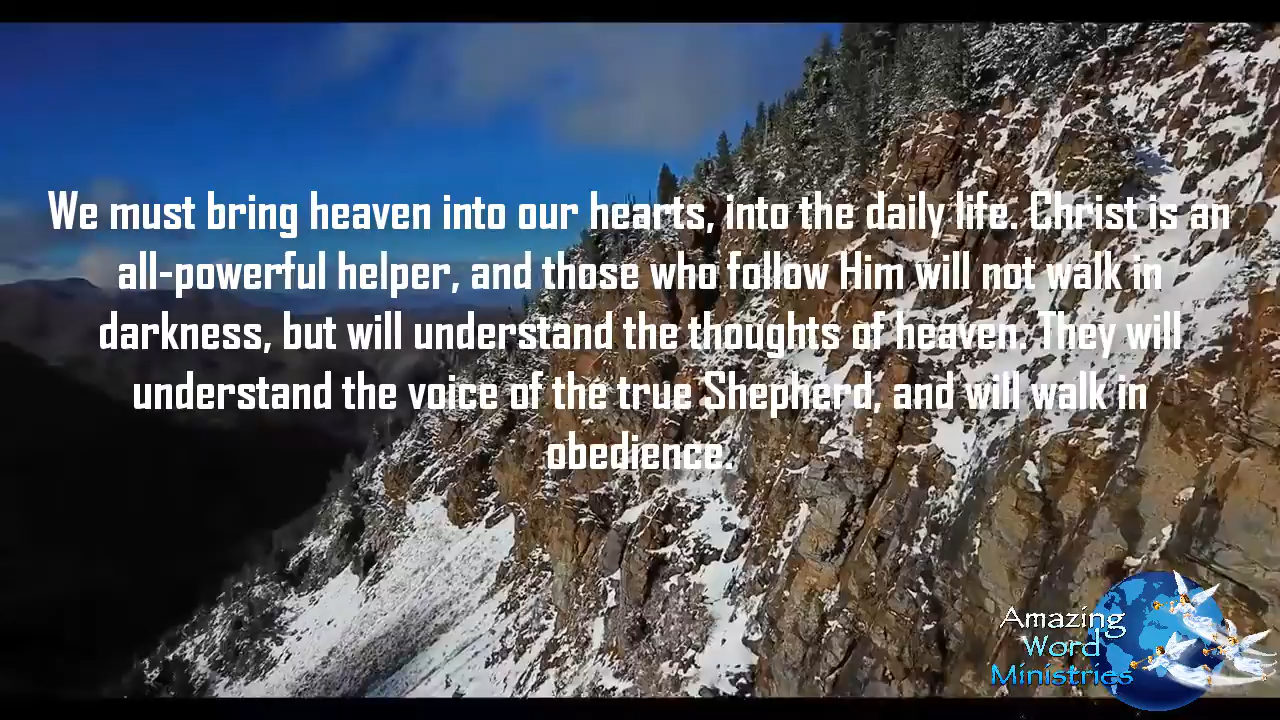 We must bring heaven into our hearts, into the daily life. Christ is an
all-powerful helper, and those who follow Him will not walk in
darkness, but will understand the thoughts of heaven. They will
understand the voice of the true Shepherd, and will walk in
obedience.
Amazing
Word
Ministries